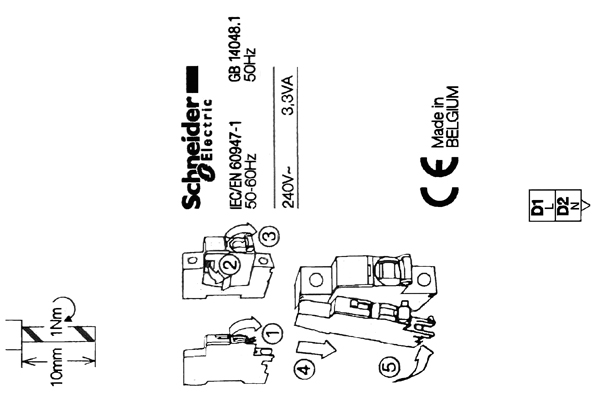 Schneider
Electric
IEC/EN 60947-1
50-60Hz
GB 14048.1
50Hz
240V~
3,3VA
CE
Made in
BELGIUM
D1
L
D2
N
1Nm
10mm
1
2
3
4
5